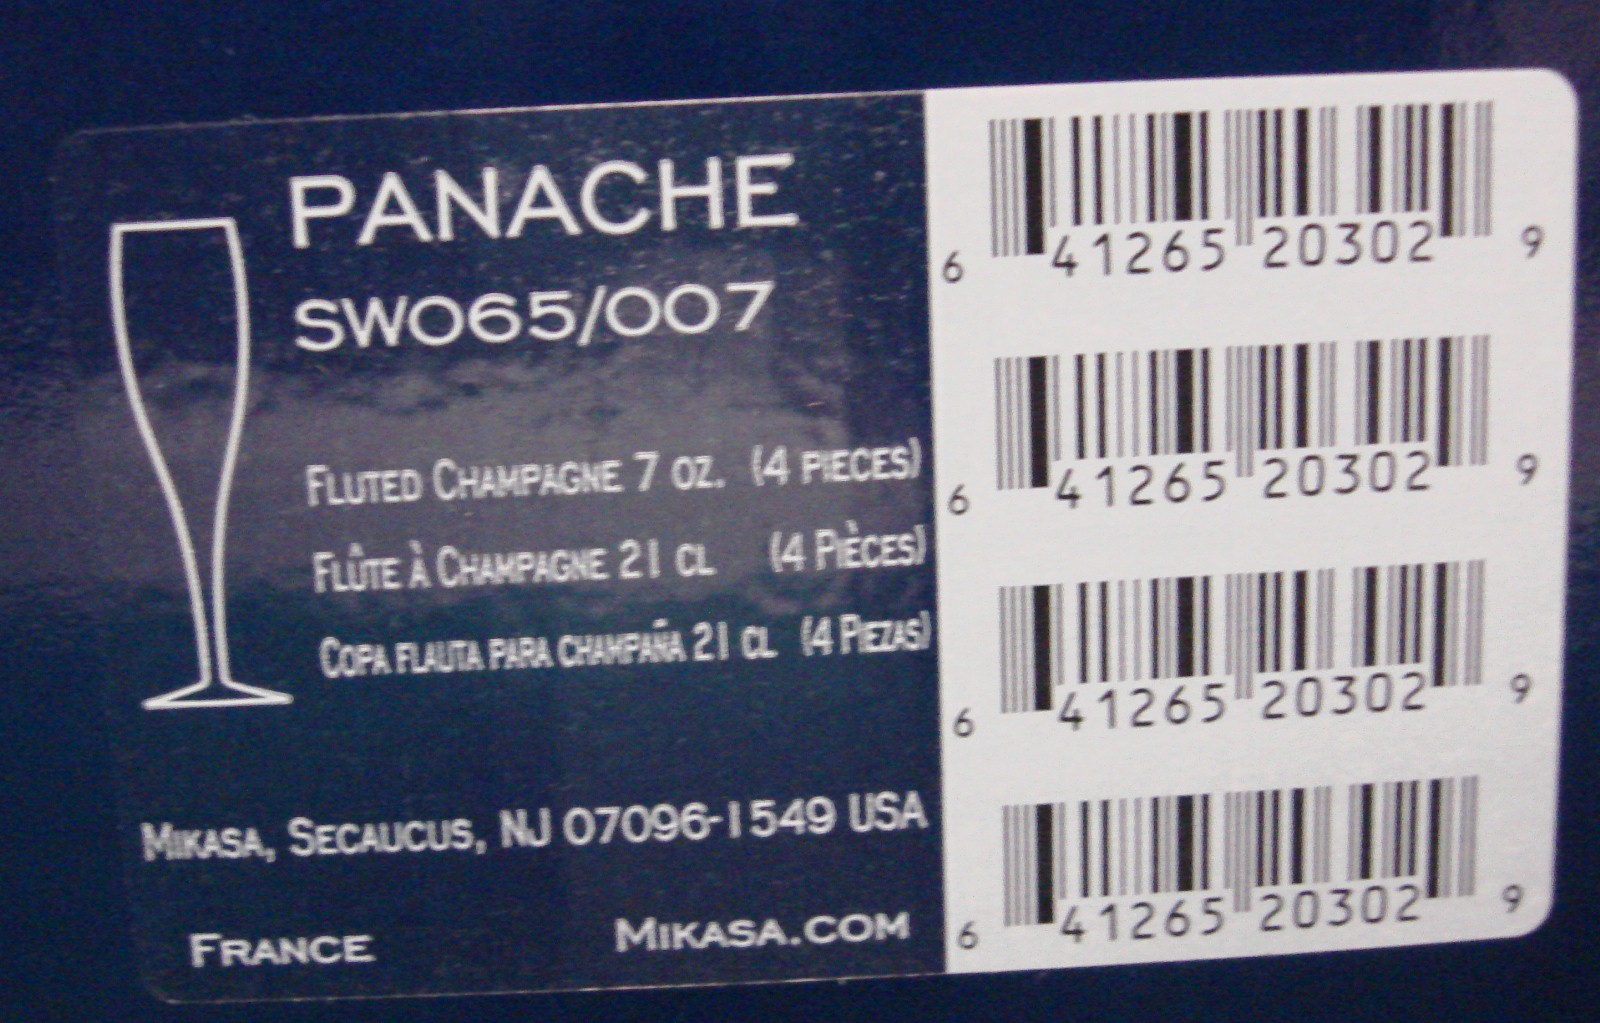 PANACHE
SW065/007
FLUTED CHAMPAGNE 7 OZ. (4 PIECES)
FLÛTE À CHAMPAGNE 21 CL (4 PIÈCES)
COPA FLAUTA PARA CHAMPAÑA 21 CL (4 PIEZAS)
MIKASA, SECAUCUS, NJ 07096-1549 USA
FRANCE MIKASA.COM
6 41265 20302 9
6 41265 20302 9
6 41265 20302 9
6 41265 20302 9